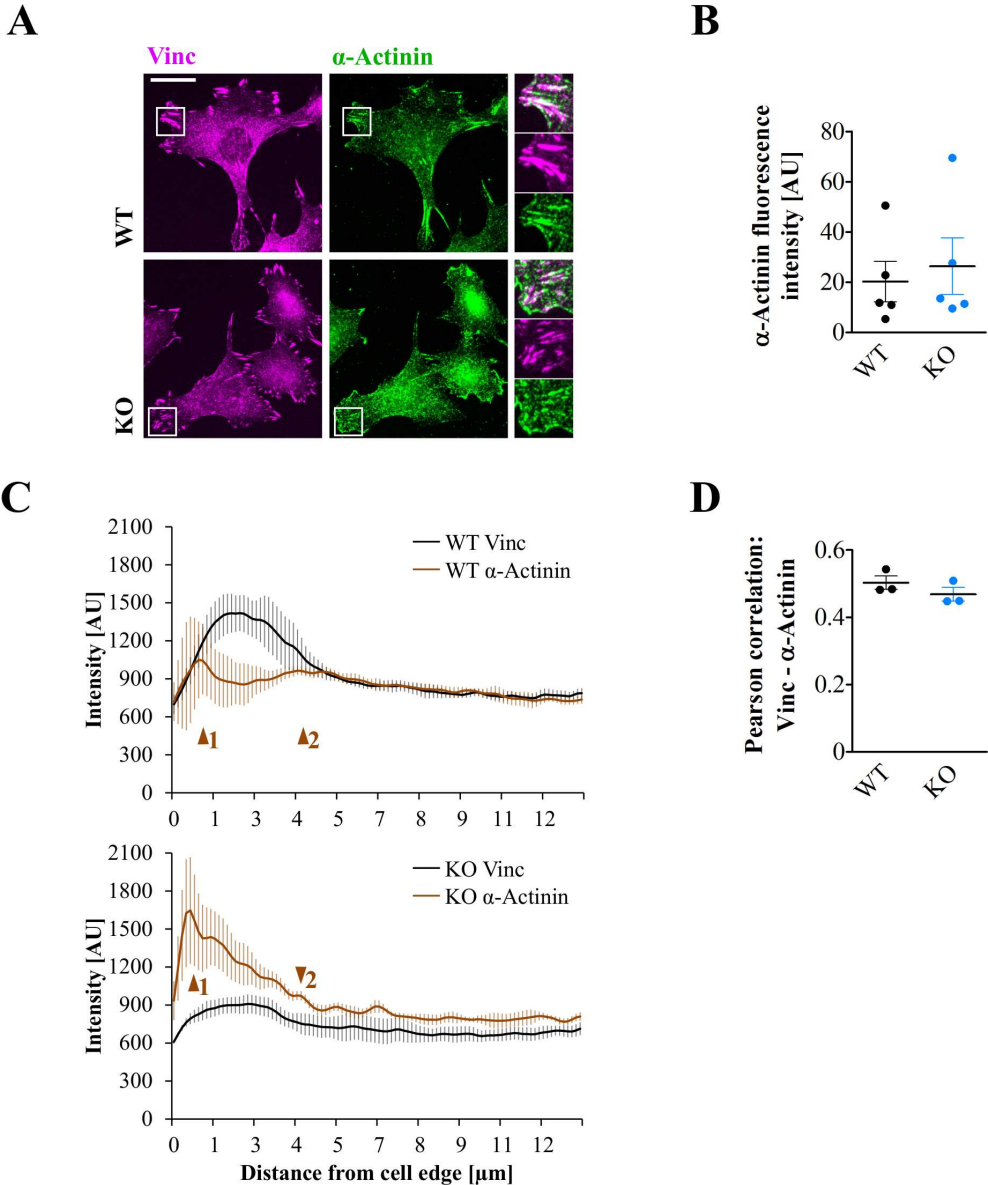 A
Vinc
α-Actinin
WT
KO
B
α-Actinin fluorescence
intensity [AU]
80
60
40
20
0
WT
KO
C
2100
1800
1500
1200
900
600
300
0
Intensity [AU]
WT Vinc
WT α-Actinin
1
2
0 1 3 4 5 7 8 9 11 12
2100
1800
1500
1200
900
600
300
0
Intensity [AU]
KO Vinc
KO α-Actinin
1
2
0 1 3 4 5 7 8 9 11 12
Distance from cell edge [µm]
D
Pearson correlation:
Vinc - α-Actinin
0.6
0.4
0.2
0
WT
KO